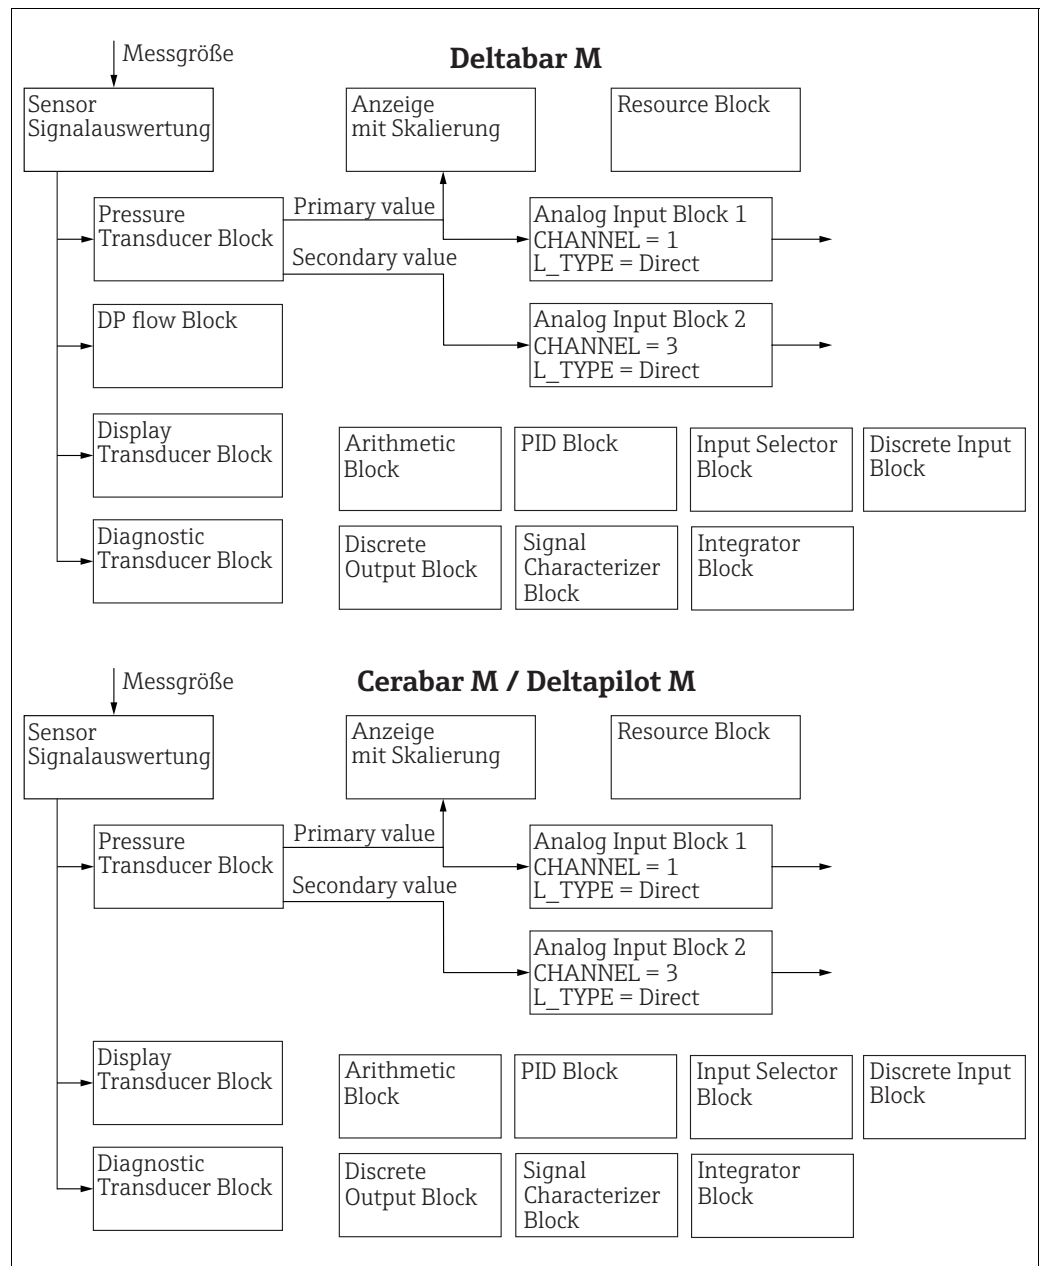 Messgröße
Deltabar M
Sensor
Signalauswertung
Anzeige
mit Skalierung
Resource Block
Pressure
Transducer Block
Primary value
Secondary value
Analog Input Block 1
CHANNEL = 1
L_TYPE = Direct
DP flow Block
Analog Input Block 2
CHANNEL = 3
L_TYPE = Direct
Display
Transducer Block
Arithmetic
Block
PID Block
Input Selector
Block
Discrete Input
Block
Diagnostic
Transducer Block
Discrete
Output Block
Signal
Characterizer
Block
Integrator
Block
Messgröße
Cerabar M / Deltapilot M
Sensor
Signalauswertung
Anzeige
mit Skalierung
Resource Block
Pressure
Transducer Block
Primary value
Secondary value
Analog Input Block 1
CHANNEL = 1
L_TYPE = Direct
Analog Input Block 2
CHANNEL = 3
L_TYPE = Direct
Display
Transducer Block
Arithmetic
Block
PID Block
Input Selector
Block
Discrete Input
Block
Diagnostic
Transducer Block
Discrete
Output Block
Signal
Characterizer
Block
Integrator
Block